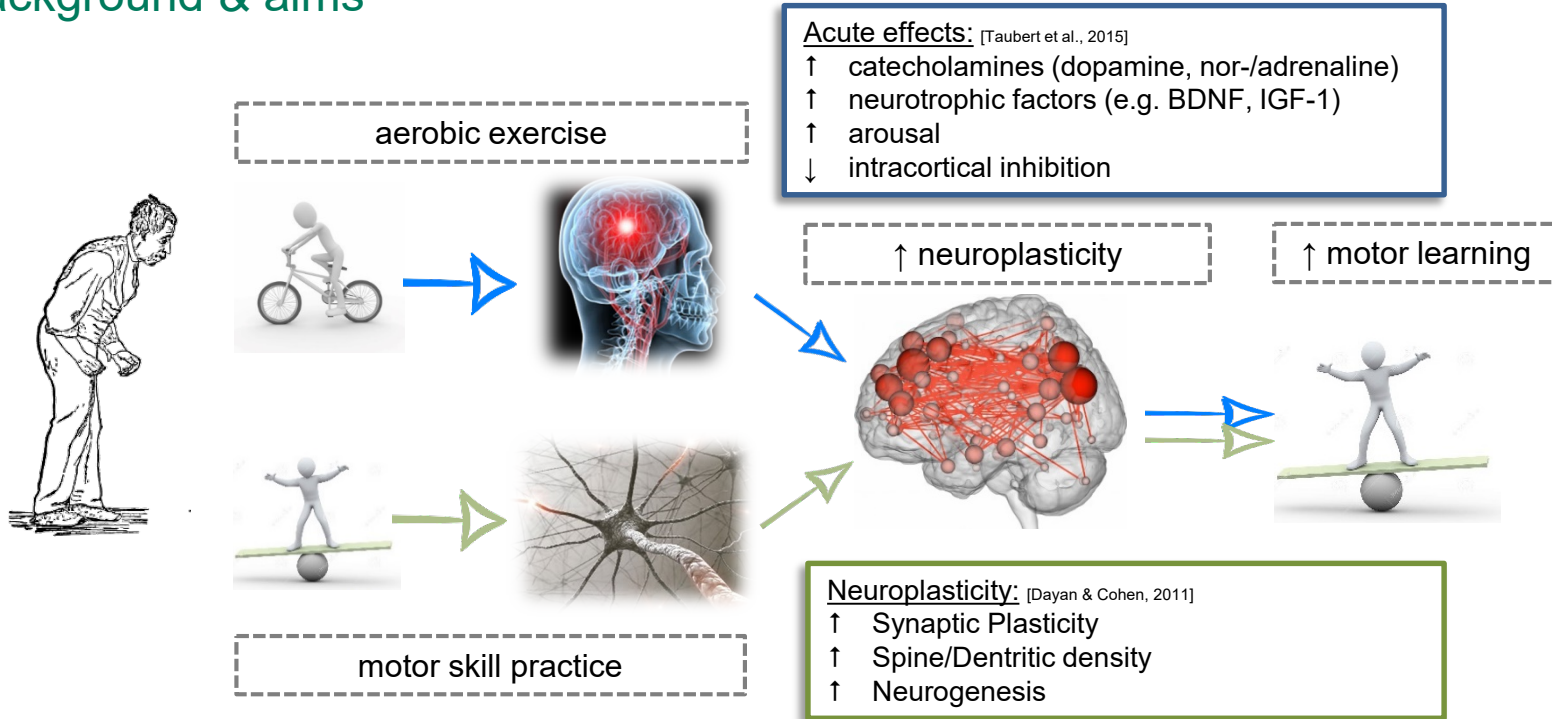 ackground & aims
Acute effects: [Taubert et al., 2015]
↑ catecholamines (dopamine, nor-/adrenaline)
↑ neurotrophic factors (e.g. BDNF, IGF-1)
↑ arousal
↓ intracortical inhibition
aerobic exercise
↑ neuroplasticity
↑ motor learning
motor skill practice
Neuroplasticity: [Dayan & Cohen, 2011]
↑ Synaptic Plasticity
↑ Spine/Dentritic density
↑ Neurogenesis